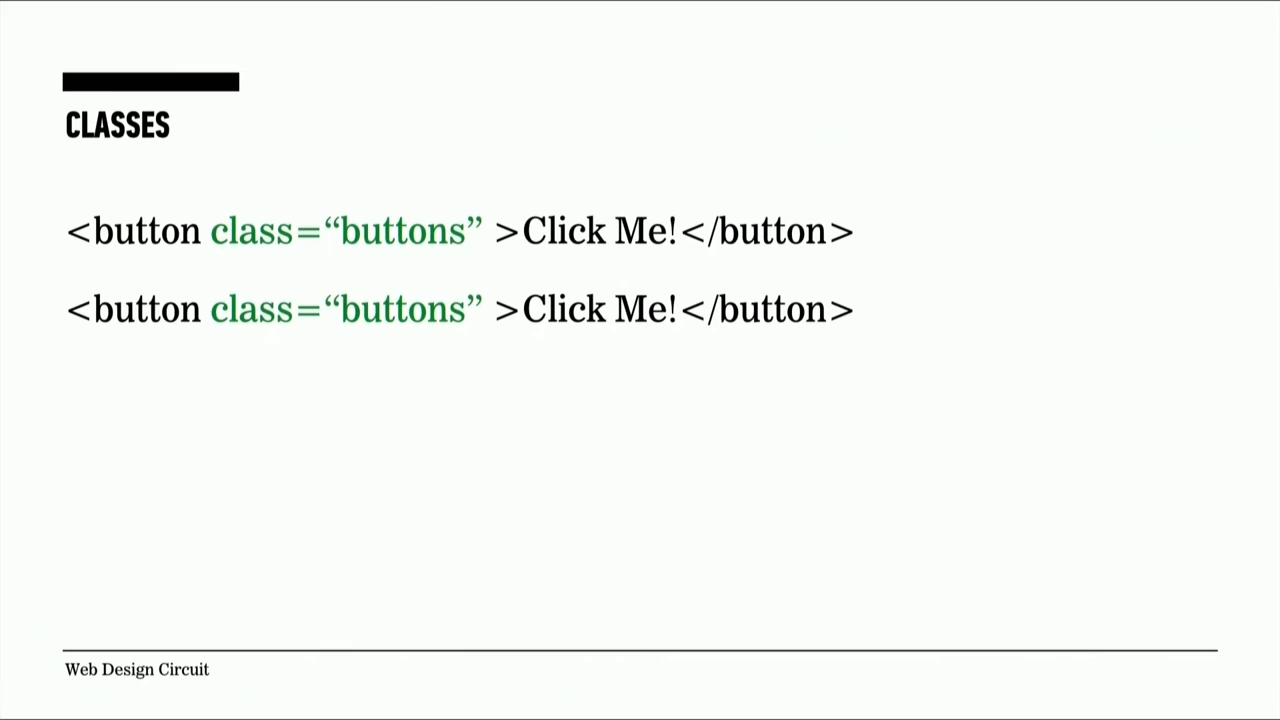 CLASSES
<button class=“buttons” >Click Me!</button>
<button class=“buttons” >Click Me!</button>
Web Design Circuit